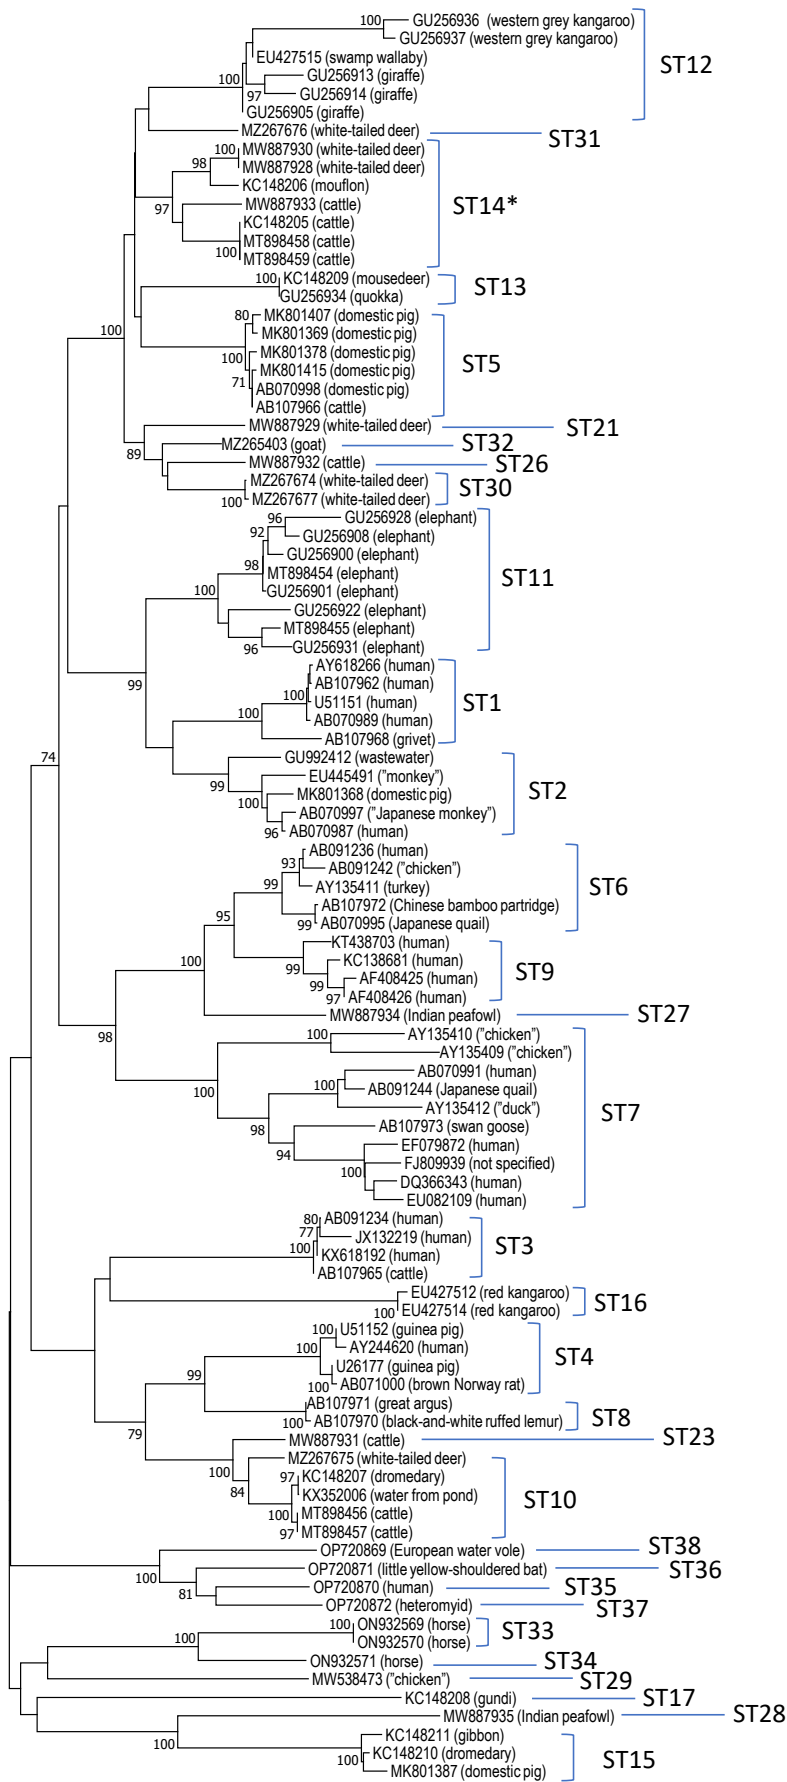 100
GU256936 (western grey kangaroo)
GU256937 (western grey kangaroo)
EU427515 (swamp wallaby)
ST12
100
GU256913 (giraffe)
97
GU256914 (giraffe)
GU256905 (giraffe)
MZ267676 (white-tailed deer)
ST31
100
MW887930 (white-tailed deer)
98
MW887928 (white-tailed deer)
KC148206 (mouflon)
97
MW887933 (cattle)
ST14*
KC148205 (cattle)
MT898458 (cattle)
100
MT898459 (cattle)
100
KC148209 (mousedeer)
ST13
GU256934 (quokka)
80
MK801407 (domestic pig)
100
MK801369 (domestic pig)
100
MK801378 (domestic pig)
ST5
MK801415 (domestic pig)
71
AB070998 (domestic pig)
AB107966 (cattle)
MW887929 (white-tailed deer)
ST21
89
MZ265403 (goat)
ST32
MW887932 (cattle)
ST26
MZ267674 (white-tailed deer)
ST30
100
MZ267677 (white-tailed deer)
96
GU256928 (elephant)
92
GU256908 (elephant)
GU256900 (elephant)
98
MT898454 (elephant)
ST11
100
GU256901 (elephant)
GU256922 (elephant)
MT898455 (elephant)
96
GU256931 (elephant)
99
AY618266 (human)
AB107962 (human)
100
U51151 (human)
ST1
100
AB070989 (human)
AB107968 (grivet)
74
GU992412 (wastewater)
EU445491 (”monkey”)
99
MK801368 (domestic pig)
ST2
100
AB070997 (”Japanese monkey”)
96
AB070987 (human)
AB091236 (human)
93
AB091242 (”chicken”)
99
AY135411 (turkey)
ST6
AB107972 (Chinese bamboo partridge)
95
99
AB070995 (Japanese quail)
KT438703 (human)
100
99
KC138681 (human)
ST9
99
AF408425 (human)
97
AF408426 (human)
MW887934 (Indian peafowl)
ST27
98
100
AY135410 (”chicken”)
AY135409 (”chicken”)
100
AB070991 (human)
100
AB091244 (Japanese quail)
AY135412 (”duck”)
ST7
98
AB107973 (swan goose)
94
EF079872 (human)
100
FJ809939 (not specified)
DQ366343 (human)
EU082109 (human)
80
AB091234 (human)
77
JX132219 (human)
ST3
100
KX618192 (human)
AB107965 (cattle)
EU427512 (red kangaroo)
ST16
100
EU427514 (red kangaroo)
100
U51152 (guinea pig)
100
AY244620 (human)
ST4
U26177 (guinea pig)
99
100
AB071000 (brown Norway rat)
AB107971 (great argus)
ST8
100
AB107970 (black-and-white ruffed lemur)
79
MW887931 (cattle)
ST23
100
MZ267675 (white-tailed deer)
97
KC148207 (dromedary)
84
KX352006 (water from pond)
ST10
100
MT898456 (cattle)
97
MT898457 (cattle)
OP720869 (European water vole)
ST38
100
OP720871 (little yellow-shouldered bat)
ST36
81
OP720870 (human)
ST35
OP720872 (heteromyid)
ST37
100
ON932569 (horse)
ST33
100
ON932570 (horse)
ON932571 (horse)
ST34
MW538473 (”chicken”)
ST29
KC148208 (gundi)
ST17
MW887935 (Indian peafowl)
ST28
100
KC148211 (gibbon)
100
KC148210 (dromedary)
ST15
MK801387 (domestic pig)